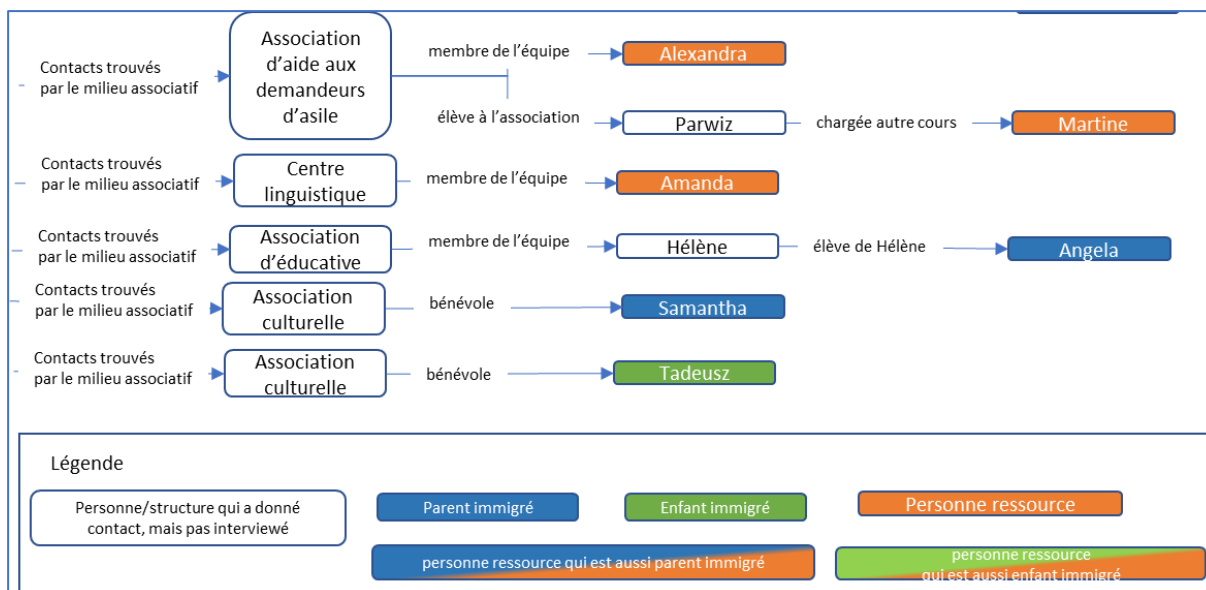 Contacts trouvés
par le milieu associatif
Association
d'aide aux
demandeurs
d'asile
membre de l'équipe
Alexandra
élève à l'association
Parwiz
chargée autre cours
Martine
Contacts trouvés
par le milieu associatif
Centre
linguistique
membre de l'équipe
Amanda
Contacts trouvés
par le milieu associatif
Association
d'éducative
membre de l'équipe
Hélène
élève de Hélène
Angela
Contacts trouvés
par le milieu associatif
Association
culturelle
bénévole
Samantha
Contacts trouvés
par le milieu associatif
Association
culturelle
bénévole
Tadeusz
Légende
Personne/structure qui a donné
contact, mais pas interviewé
Parent immigré
Enfant immigré
Personne ressource
personne ressource qui est aussi parent immigré
personne ressource
qui est aussi enfant immigré